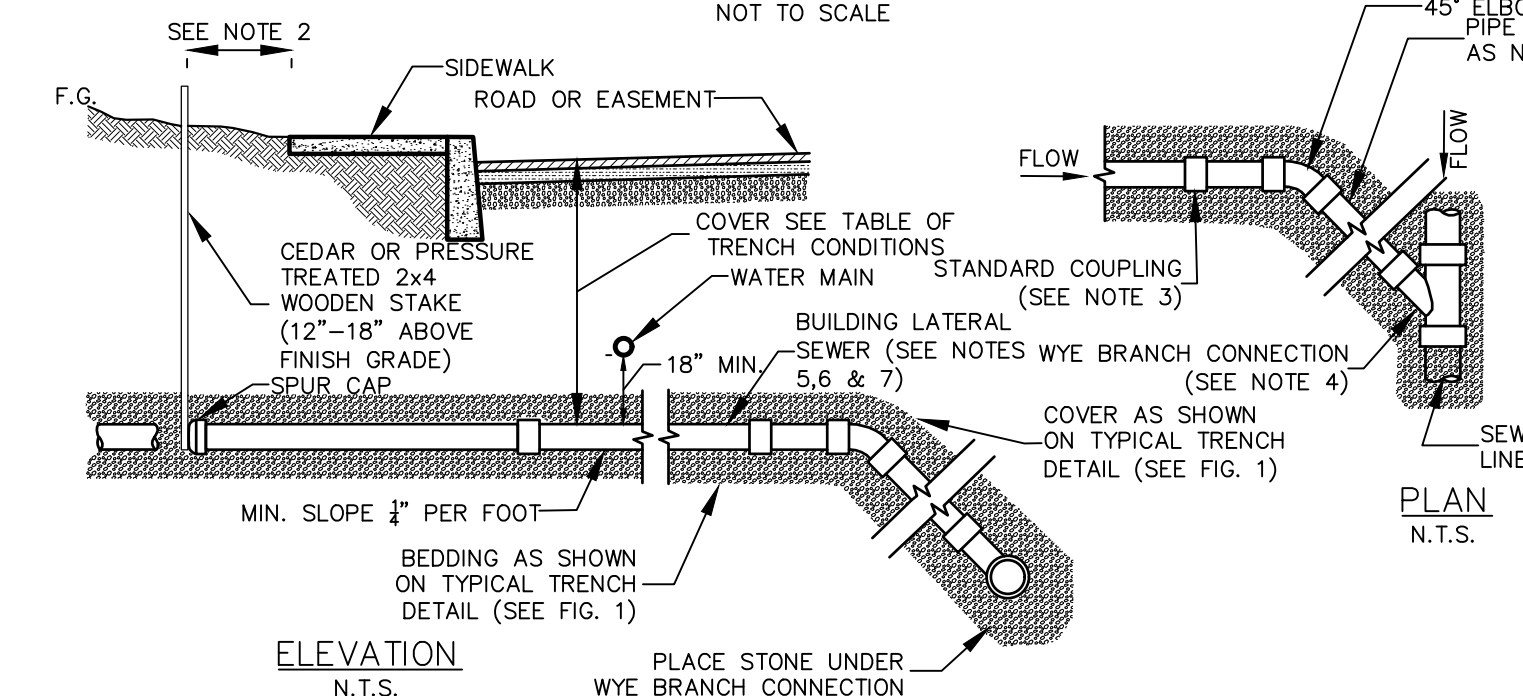 NOT TO SCALE
SEE NOTE 2
F.G.
SIDEWALK
ROAD OR EASEMENT
COVER SEE TABLE OF
TRENCH CONDITIONS
WATER MAIN
CEDAR OR PRESSURE
TREATED 2x4
WOODEN STAKE
(12"–18" ABOVE
FINISH GRADE)
SPUR CAP
18" MIN.
BUILDING LATERAL
SEWER (SEE NOTES
5,6 & 7)
MIN. SLOPE 1/4" PER FOOT
BEDDING AS SHOWN
ON TYPICAL TRENCH
DETAIL (SEE FIG. 1)
COVER AS SHOWN
ON TYPICAL TRENCH
DETAIL (SEE FIG. 1)
PLACE STONE UNDER
WYE BRANCH CONNECTION
ELEVATION
N.T.S.
45°
PIPE
AS
FLOW
FLOW
STANDARD COUPLING
(SEE NOTE 3)
WYE BRANCH CONNECTION
(SEE NOTE 4)
LINE
PLAN
N.T.S.